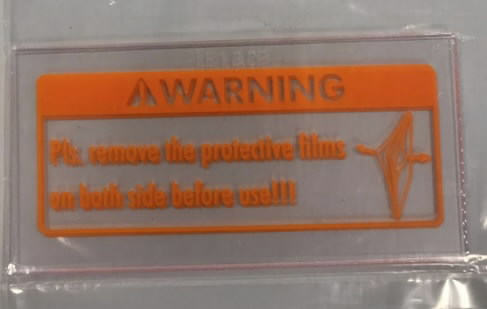 WARNING
Pls. remove the protective films
on both side before use!!!